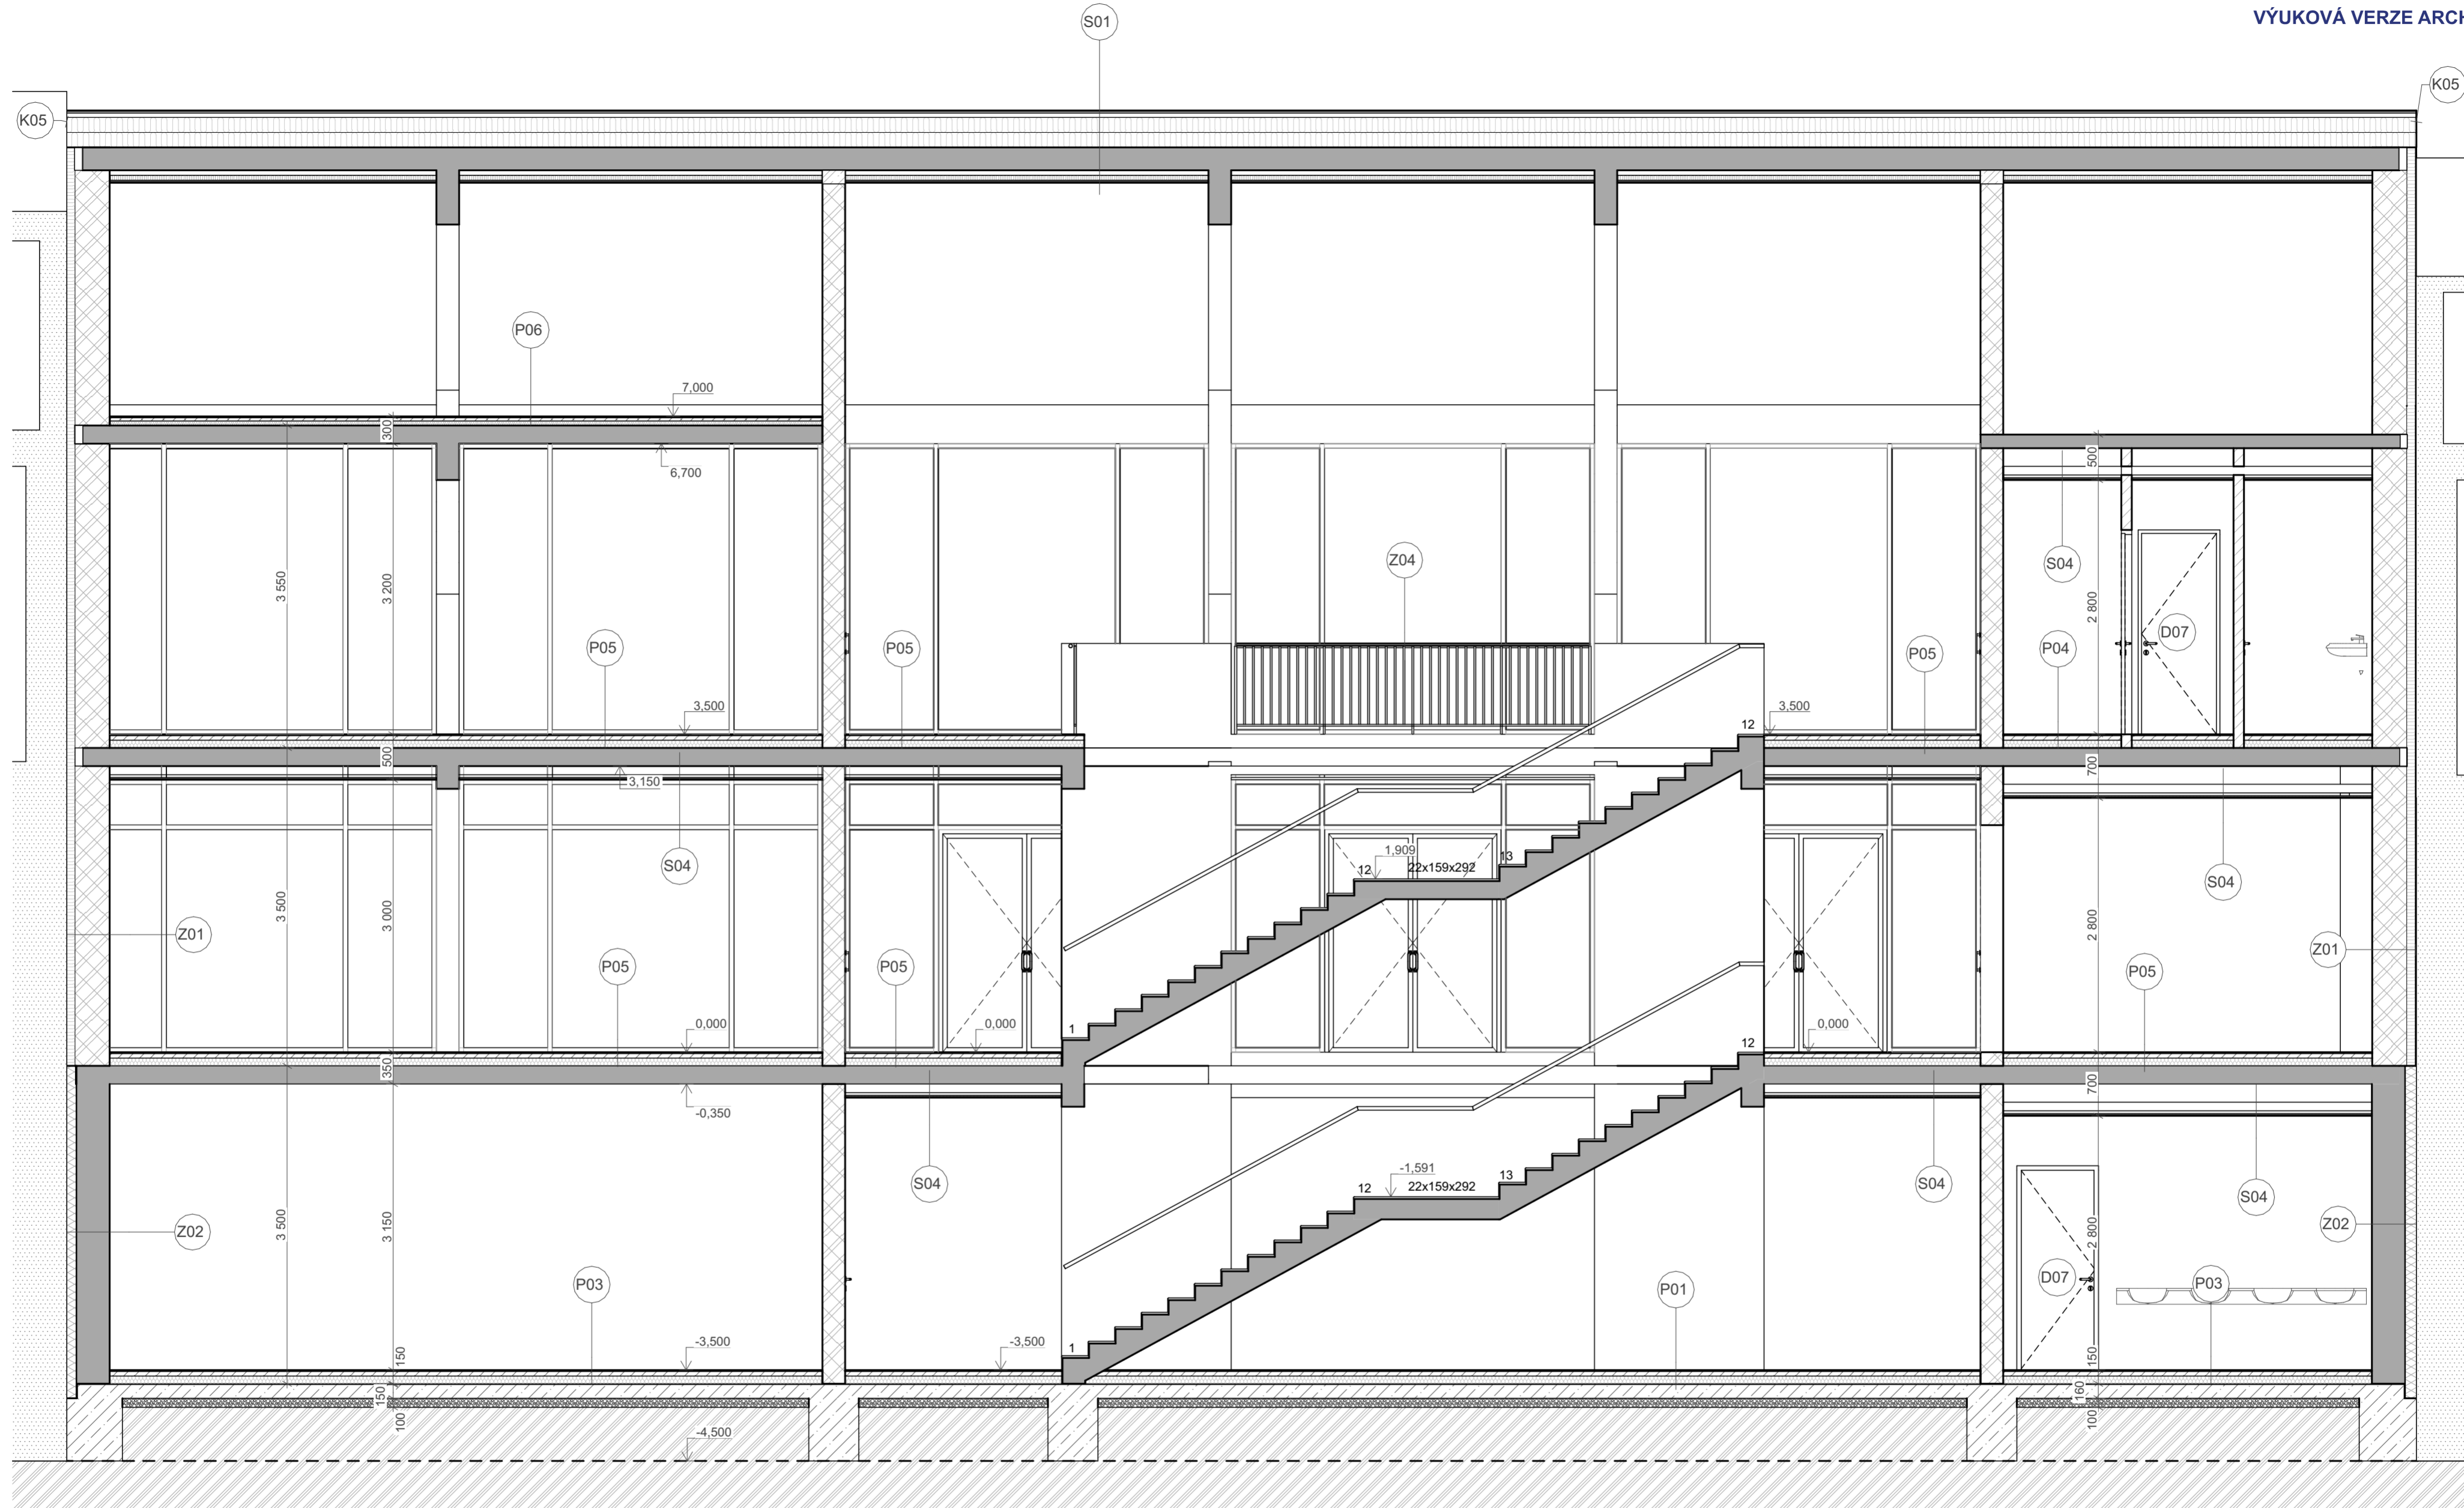 VÝUKOVÁ VERZE ARCH
S01
K05
K05
P06
7,000
300
6,700
500
3 550
3 200
Z04
S04
2 800
D07
P05
P05
P05
P04
3,500
3,500
12
500
3,150
700
S04
1,909
13
12
22x159x292
S04
3 500
3 000
2 800
Z01
Z01
P05
P05
P05
0,000
0,000
0,000
1
12
350
-0,350
700
S04
S04
S04
-1,591
13
12
22x159x292
3 500
3 150
2 800
Z02
Z02
P03
P01
D07
P03
-3,500
-3,500
1
150
150
150
160
100
100
-4,500